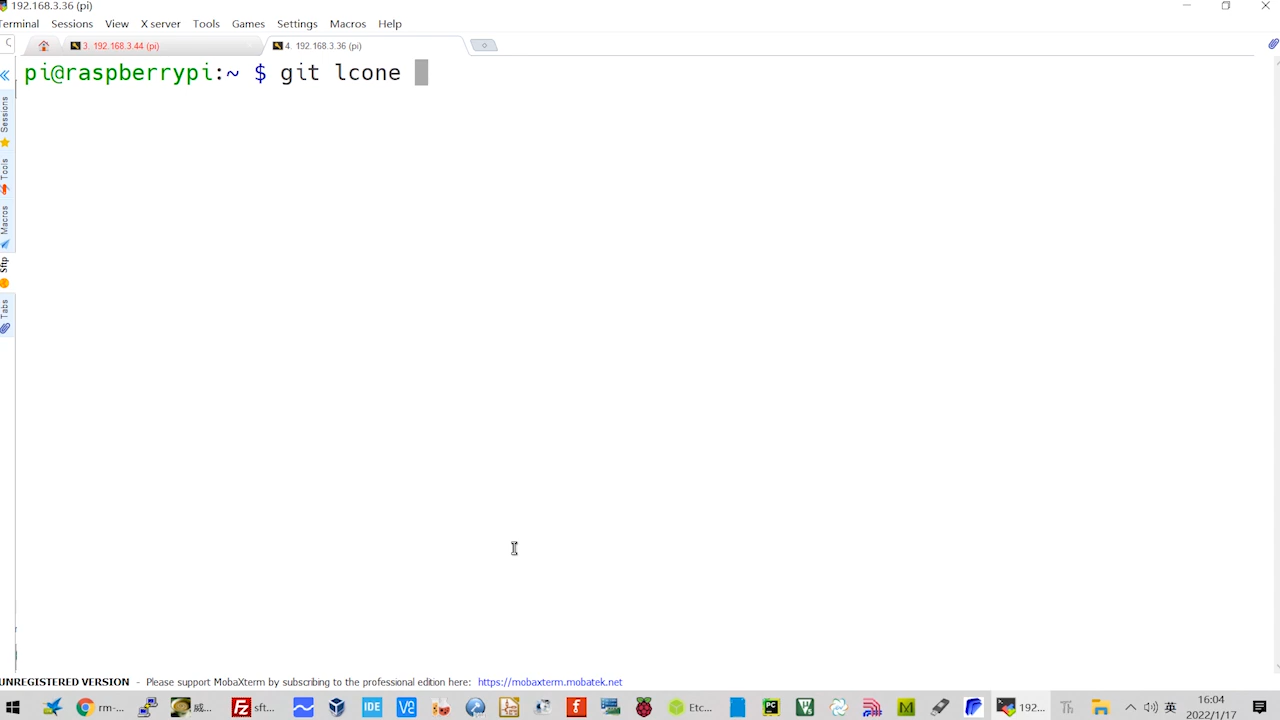 192.168.3.36 (pi)
Terminal Sessions View X server Tools Games Settings Macros Help
3. 192.168.3.44 (pi) 4. 192.168.3.36 (pi)
pi@raspberrypi:~ $ git lcone
Sessions
Tools
Macros
Sftp
Tabs
UNREGISTERED VERSION - Please support MobaXterm by subscribing to the professional edition here: https://mobaxterm.mobatek.net
rm-... 威... sft... IDE Etc... 192... 英 16:04
2022/1/17